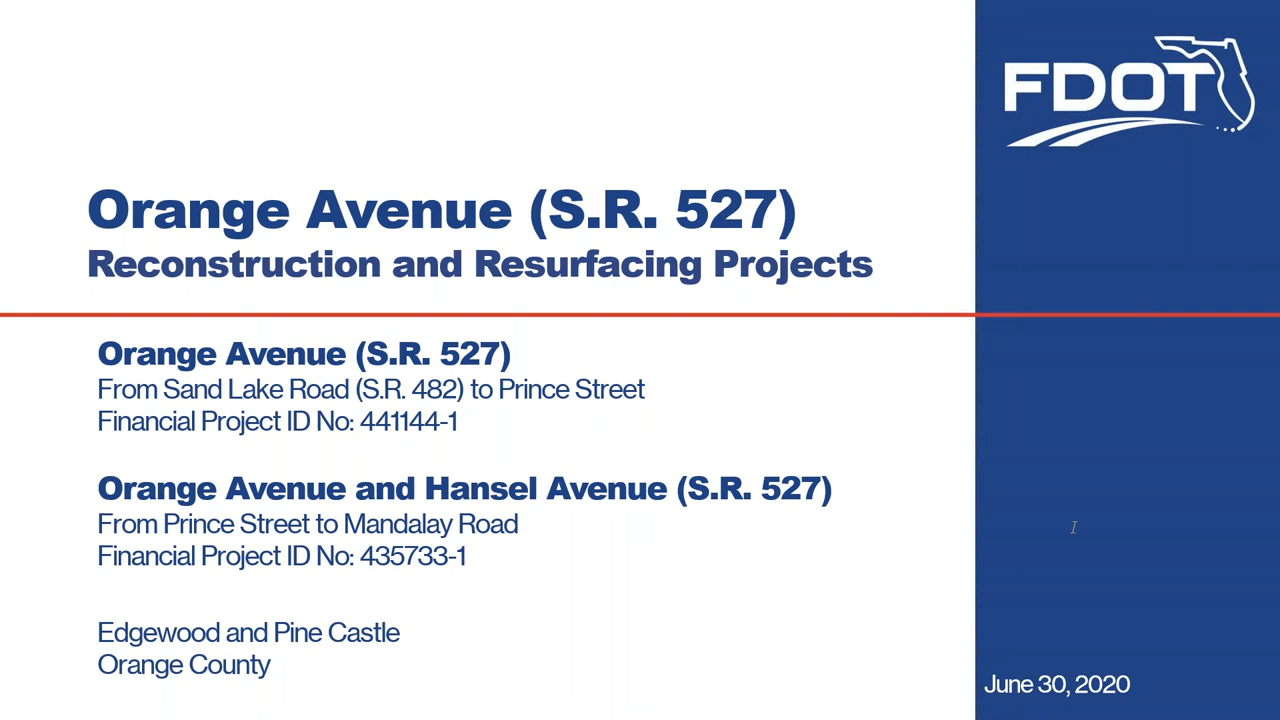 FDOT
Orange Avenue (S.R. 527)
Reconstruction and Resurfacing Projects
Orange Avenue (S.R. 527)
From Sand Lake Road (S.R. 482) to Prince Street
Financial Project ID No: 441144-1
Orange Avenue and Hansel Avenue (S.R. 527)
From Prince Street to Mandalay Road
Financial Project ID No: 435733-1
Edgewood and Pine Castle
Orange County
June 30, 2020